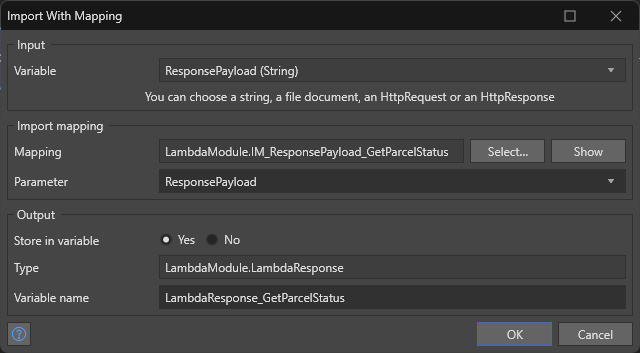 Import With Mapping
Input
Variable ResponsePayload (String)
You can choose a string, a file document, an HttpRequest or an HttpResponse
Import mapping
Mapping LambdaModule.IM_ResponsePayload_GetParcelStatus Select... Show
Parameter ResponsePayload
Output
Store in variable Yes No
Type LambdaModule.LambdaResponse
Variable name LambdaResponse_GetParcelStatus
? OK Cancel